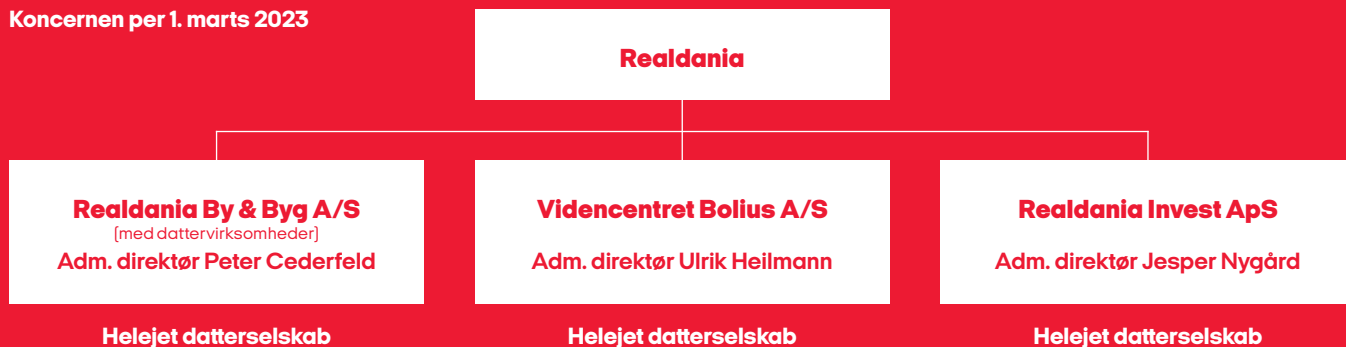 Koncernen per 1. marts 2023
Realdania
Realdania By & Byg A/S
(med dattervirksomheder)
Adm. direktør Peter Cederfeld
Helejet datterselskab
Videncentret Bolius A/S
Adm. direktør Ulrik Heilmann
Helejet datterselskab
Realdania Invest ApS
Adm. direktør Jesper Nygård
Helejet datterselskab